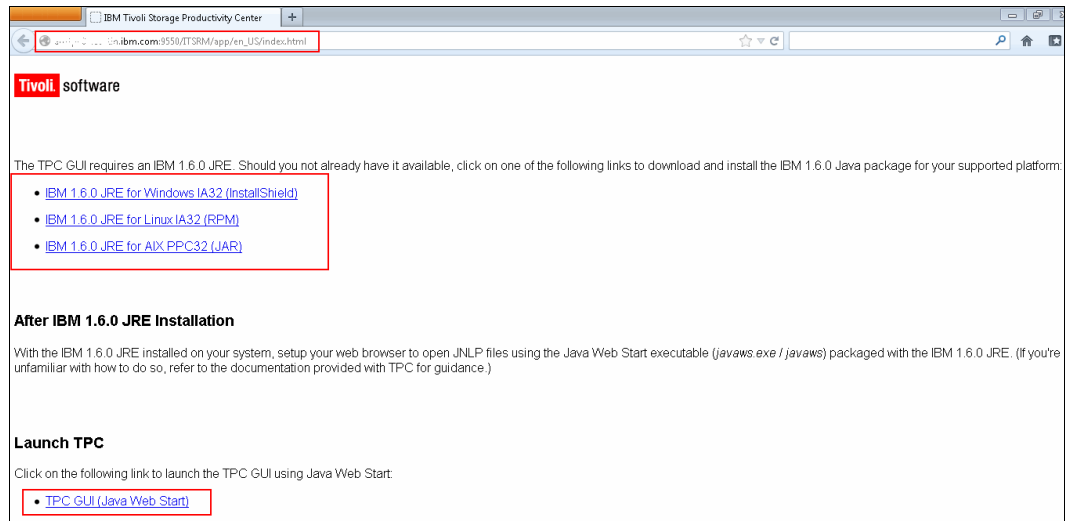 IBM Tivoli Storage Productivity Center
.ibm.com:9550/ITSRM/app/en_US/index.html
Tivoli. software
The TPC GUI requires an IBM 1.6.0 JRE. Should you not already have it available, click on one of the following links to download and install the IBM 1.6.0 Java package for your supported platform:
• IBM 1.6.0 JRE for Windows IA32 (InstallShield)
• IBM 1.6.0 JRE for Linux IA32 (RPM)
• IBM 1.6.0 JRE for AIX PPC32 (JAR)
After IBM 1.6.0 JRE Installation
With the IBM 1.6.0 JRE installed on your system, setup your web browser to open JNLP files using the Java Web Start executable (javaws.exe / javaws) packaged with the IBM 1.6.0 JRE. (If you're
unfamiliar with how to do so, refer to the documentation provided with TPC for guidance.)
Launch TPC
Click on the following link to launch the TPC GUI using Java Web Start:
• TPC GUI (Java Web Start)